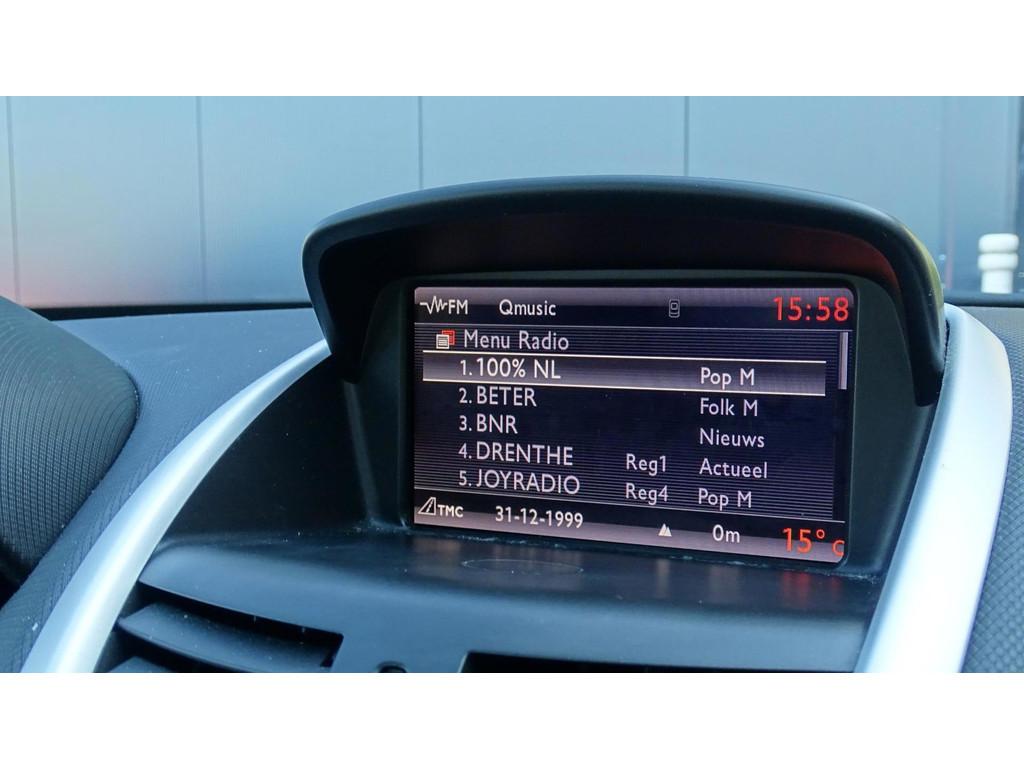 FM Qmusic 15:58
Menu Radio
1. 100% NL Pop M
2. BETER Folk M
3. BNR Nieuws
4. DRENTHE Reg1 Actueel
5. JOYRADIO Reg4 Pop M
TMC 31-12-1999 0m 15° C